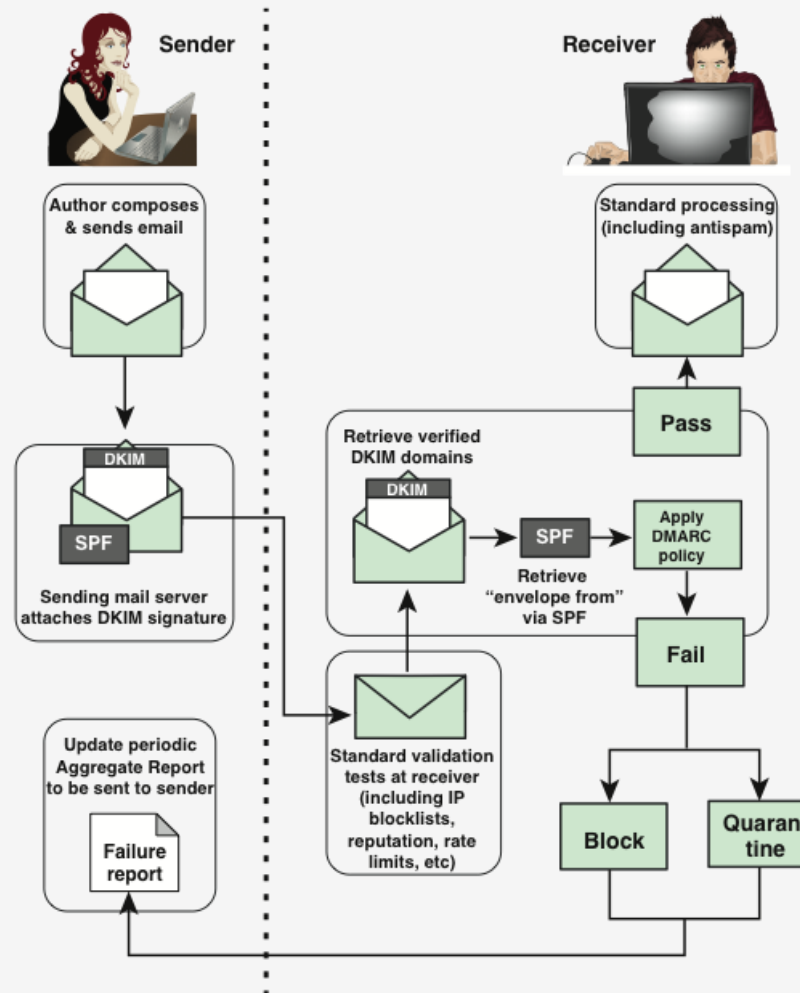 Sender
Receiver
Author composes
& sends email
Standard processing
(including antispam)
Pass
Retrieve verified
DKIM domains
DKIM
SPF
Sending mail server
attaches DKIM signature
DKIM
SPF
Retrieve
“envelope from”
via SPF
Apply
DMARC
policy
Fail
Standard validation
tests at receiver
(including IP
blocklists,
reputation, rate
limits, etc)
Update periodic
Aggregate Report
to be sent to sender
Failure
report
Block
Quaran
tine